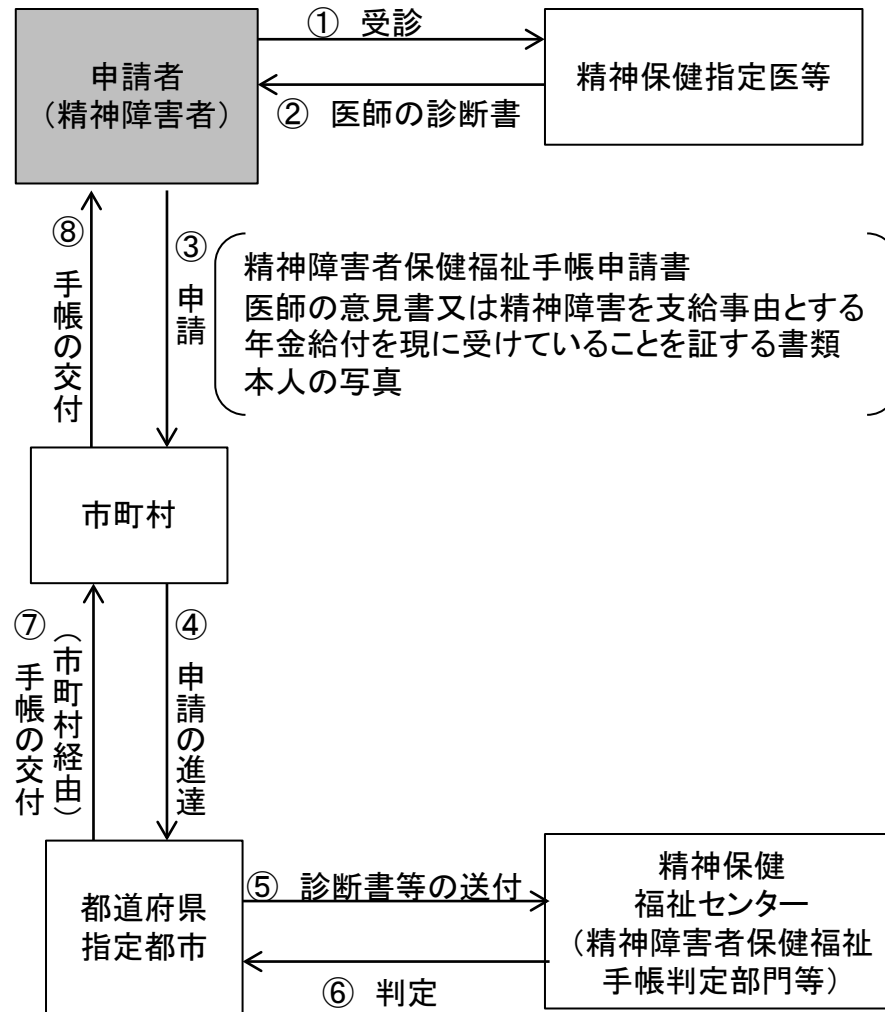 ① 受診
申請者
（精神障害者）
精神保健指定医等
② 医師の診断書
⑧ 手帳の交付
③ 申請
精神障害者保健福祉手帳申請書
医師の意見書又は精神障害を支給事由とする
年金給付を現に受けていることを証する書類
本人の写真
市町村
⑦ 手帳の交付
（市町村経由）
④ 申請の進達
都道府県
指定都市
⑤ 診断書等の送付
⑥ 判定
精神保健
福祉センター
（精神障害者保健福祉
手帳判定部門等）